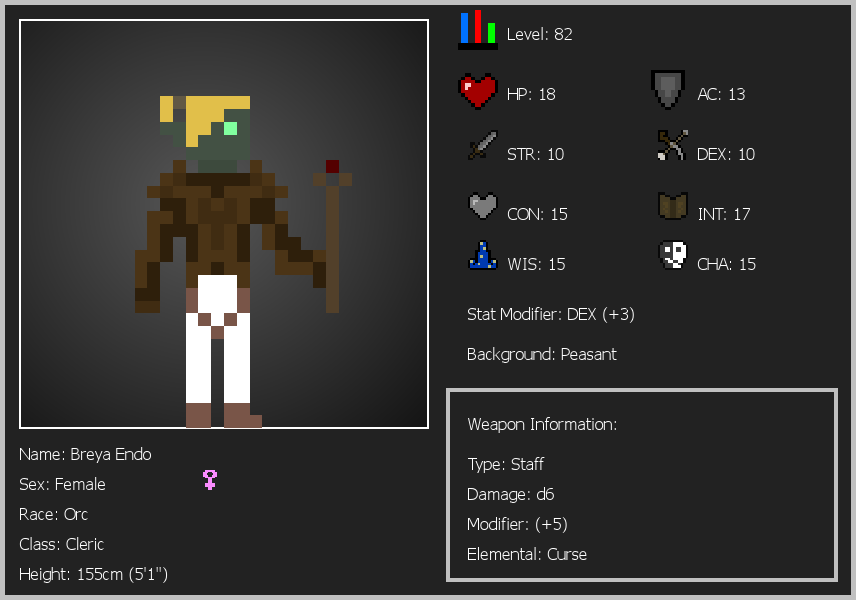 Level: 82
HP: 18
AC: 13
STR: 10
DEX: 10
CON: 15
INT: 17
WIS: 15
CHA: 15
Stat Modifier: DEX (+3)
Background: Peasant
Weapon Information:
Type: Staff
Damage: d6
Modifier: (+5)
Elemental: Curse
Name: Breya Endo
Sex: Female
Race: Orc
Class: Cleric
Height: 155cm (5'1")